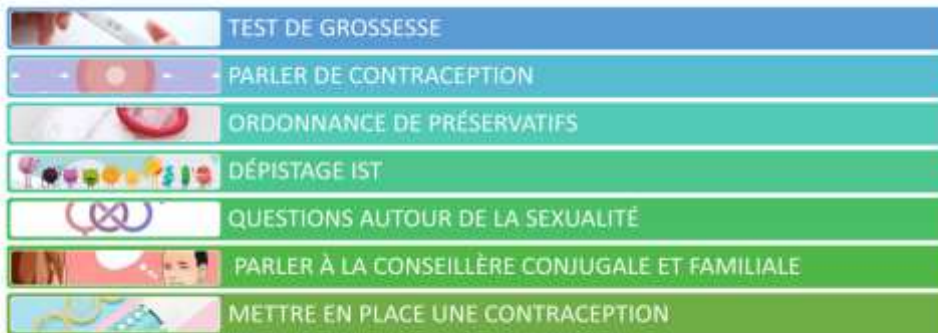 TEST DE GROSSESSE
PARLER DE CONTRACEPTION
ORDONNANCE DE PRÉSERVATIFS
DÉPISTAGE IST
QUESTIONS AUTOUR DE LA SEXUALITÉ
PARLER À LA CONSEILLÈRE CONJUGALE ET FAMILIALE
METTRE EN PLACE UNE CONTRACEPTION